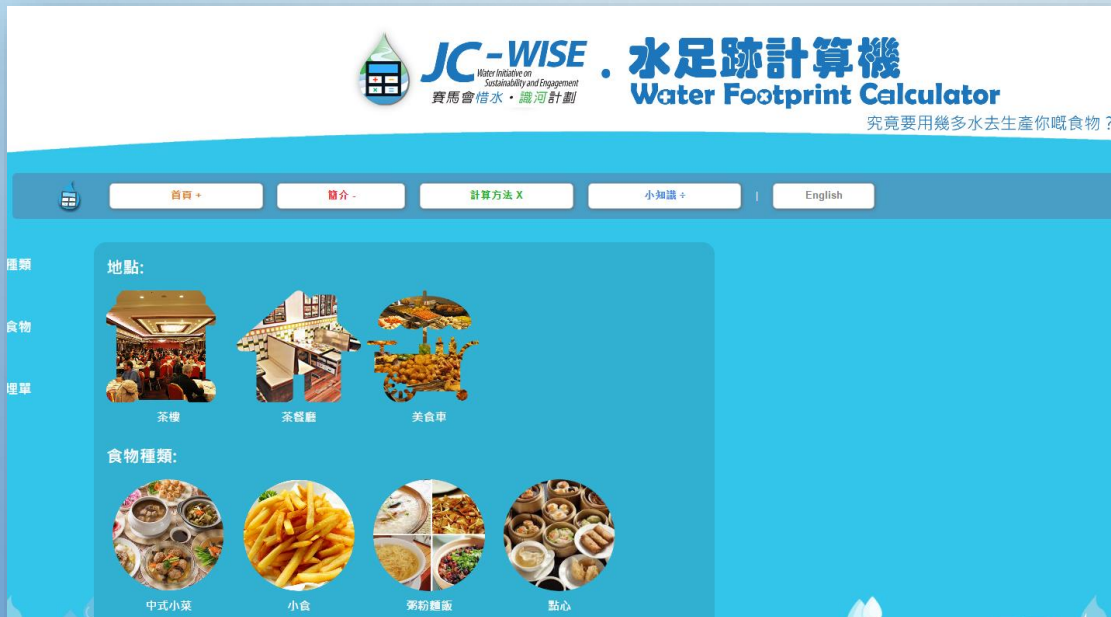 JC-WISE
Water Initiative on
Sustainability and Engagement
賽馬會惜水・識河計劃
. 水足跡計算機
Water Footprint Calculator
究竟要用幾多水去生產你嘅食物？
首頁 +
簡介 -
計算方法 X
小知識 ÷
|
English
種類
食物
埋單
地點:
茶樓
茶餐廳
美食車
食物種類:
中式小菜
小食
粥粉麵飯
點心